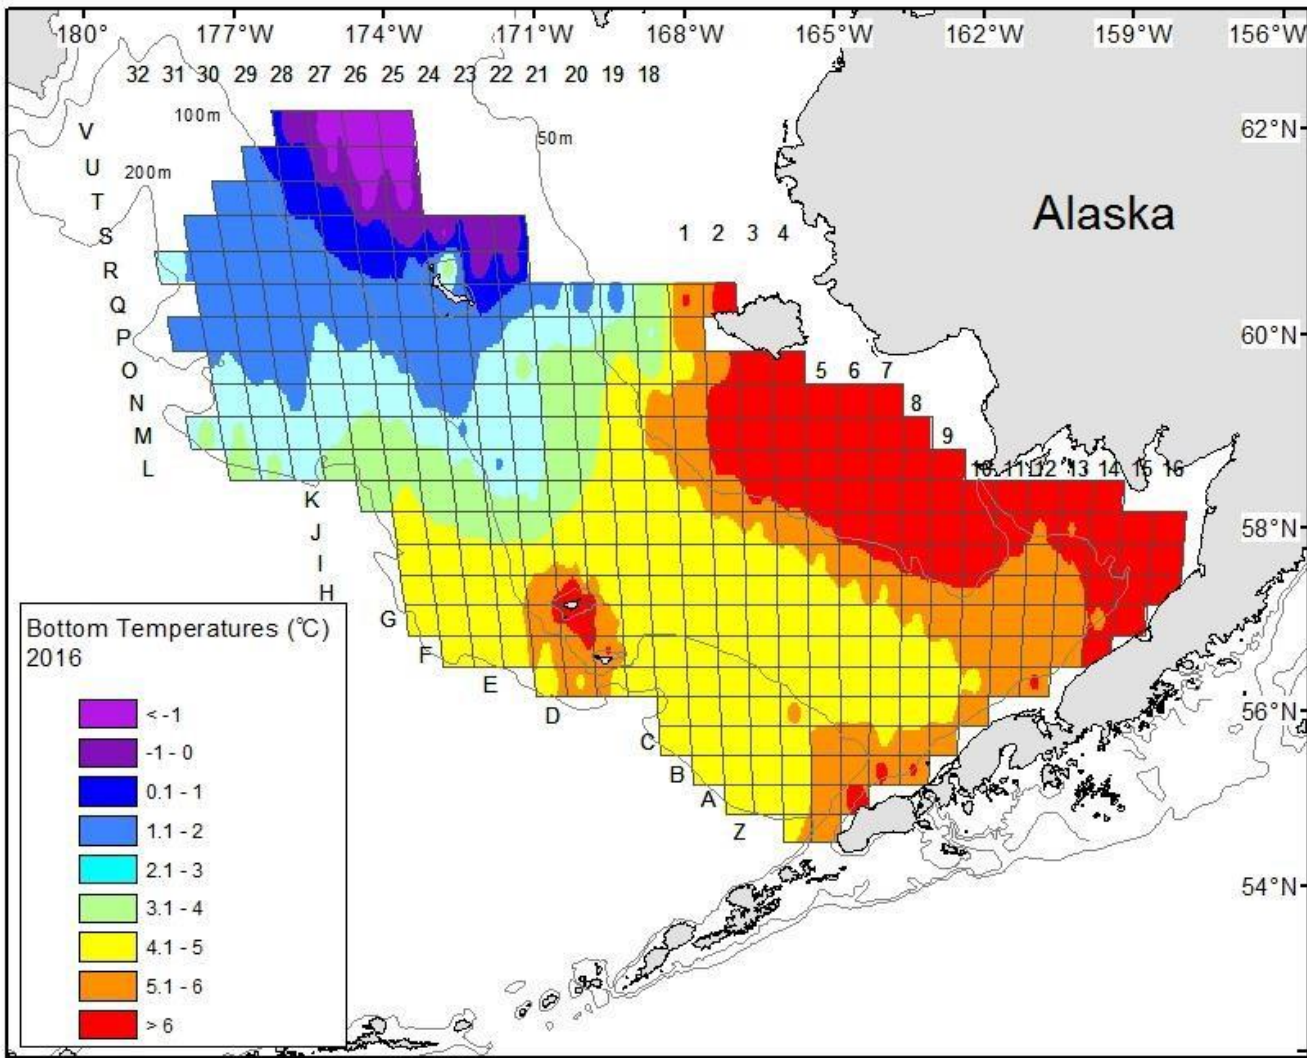 180° 177°W 174°W 171°W 168°W 165°W 162°W 159°W 156°W
32 31 30 29 28 27 26 25 24 23 22 21 20 19 18
100m
50m
62°N
V
U
200m
T
Alaska
S
1 2 3 4
R
Q
P
60°N
O
5 6 7
N
8
M
9
L
10 11 12 13 14 15 16
K
J
58°N
I
H
G
F
E
D
56°N
C
B
A
Z
54°N
Bottom Temperatures (°C)
2016
< -1
-1 - 0
0.1 - 1
1.1 - 2
2.1 - 3
3.1 - 4
4.1 - 5
5.1 - 6
> 6